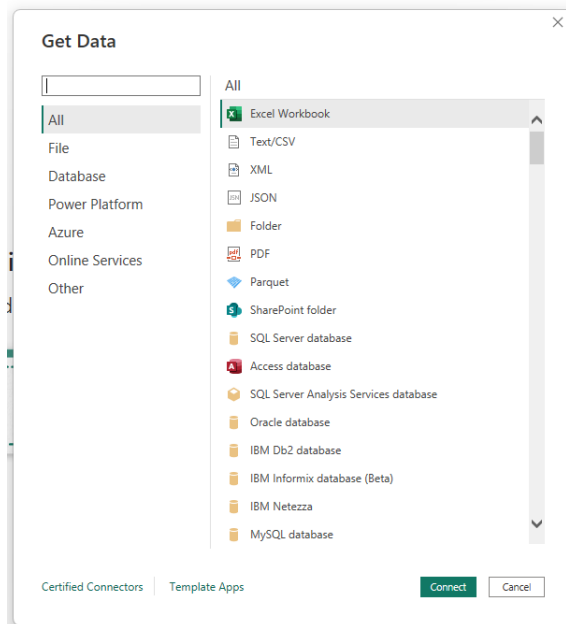 Get Data
All
File
Database
Power Platform
Azure
Online Services
Other
All
Excel Workbook
Text/CSV
XML
JSON
Folder
PDF
Parquet
SharePoint folder
SQL Server database
Access database
SQL Server Analysis Services database
Oracle database
IBM Db2 database
IBM Informix database (Beta)
IBM Netezza
MySQL database
Certified Connectors
Template Apps
Connect
Cancel